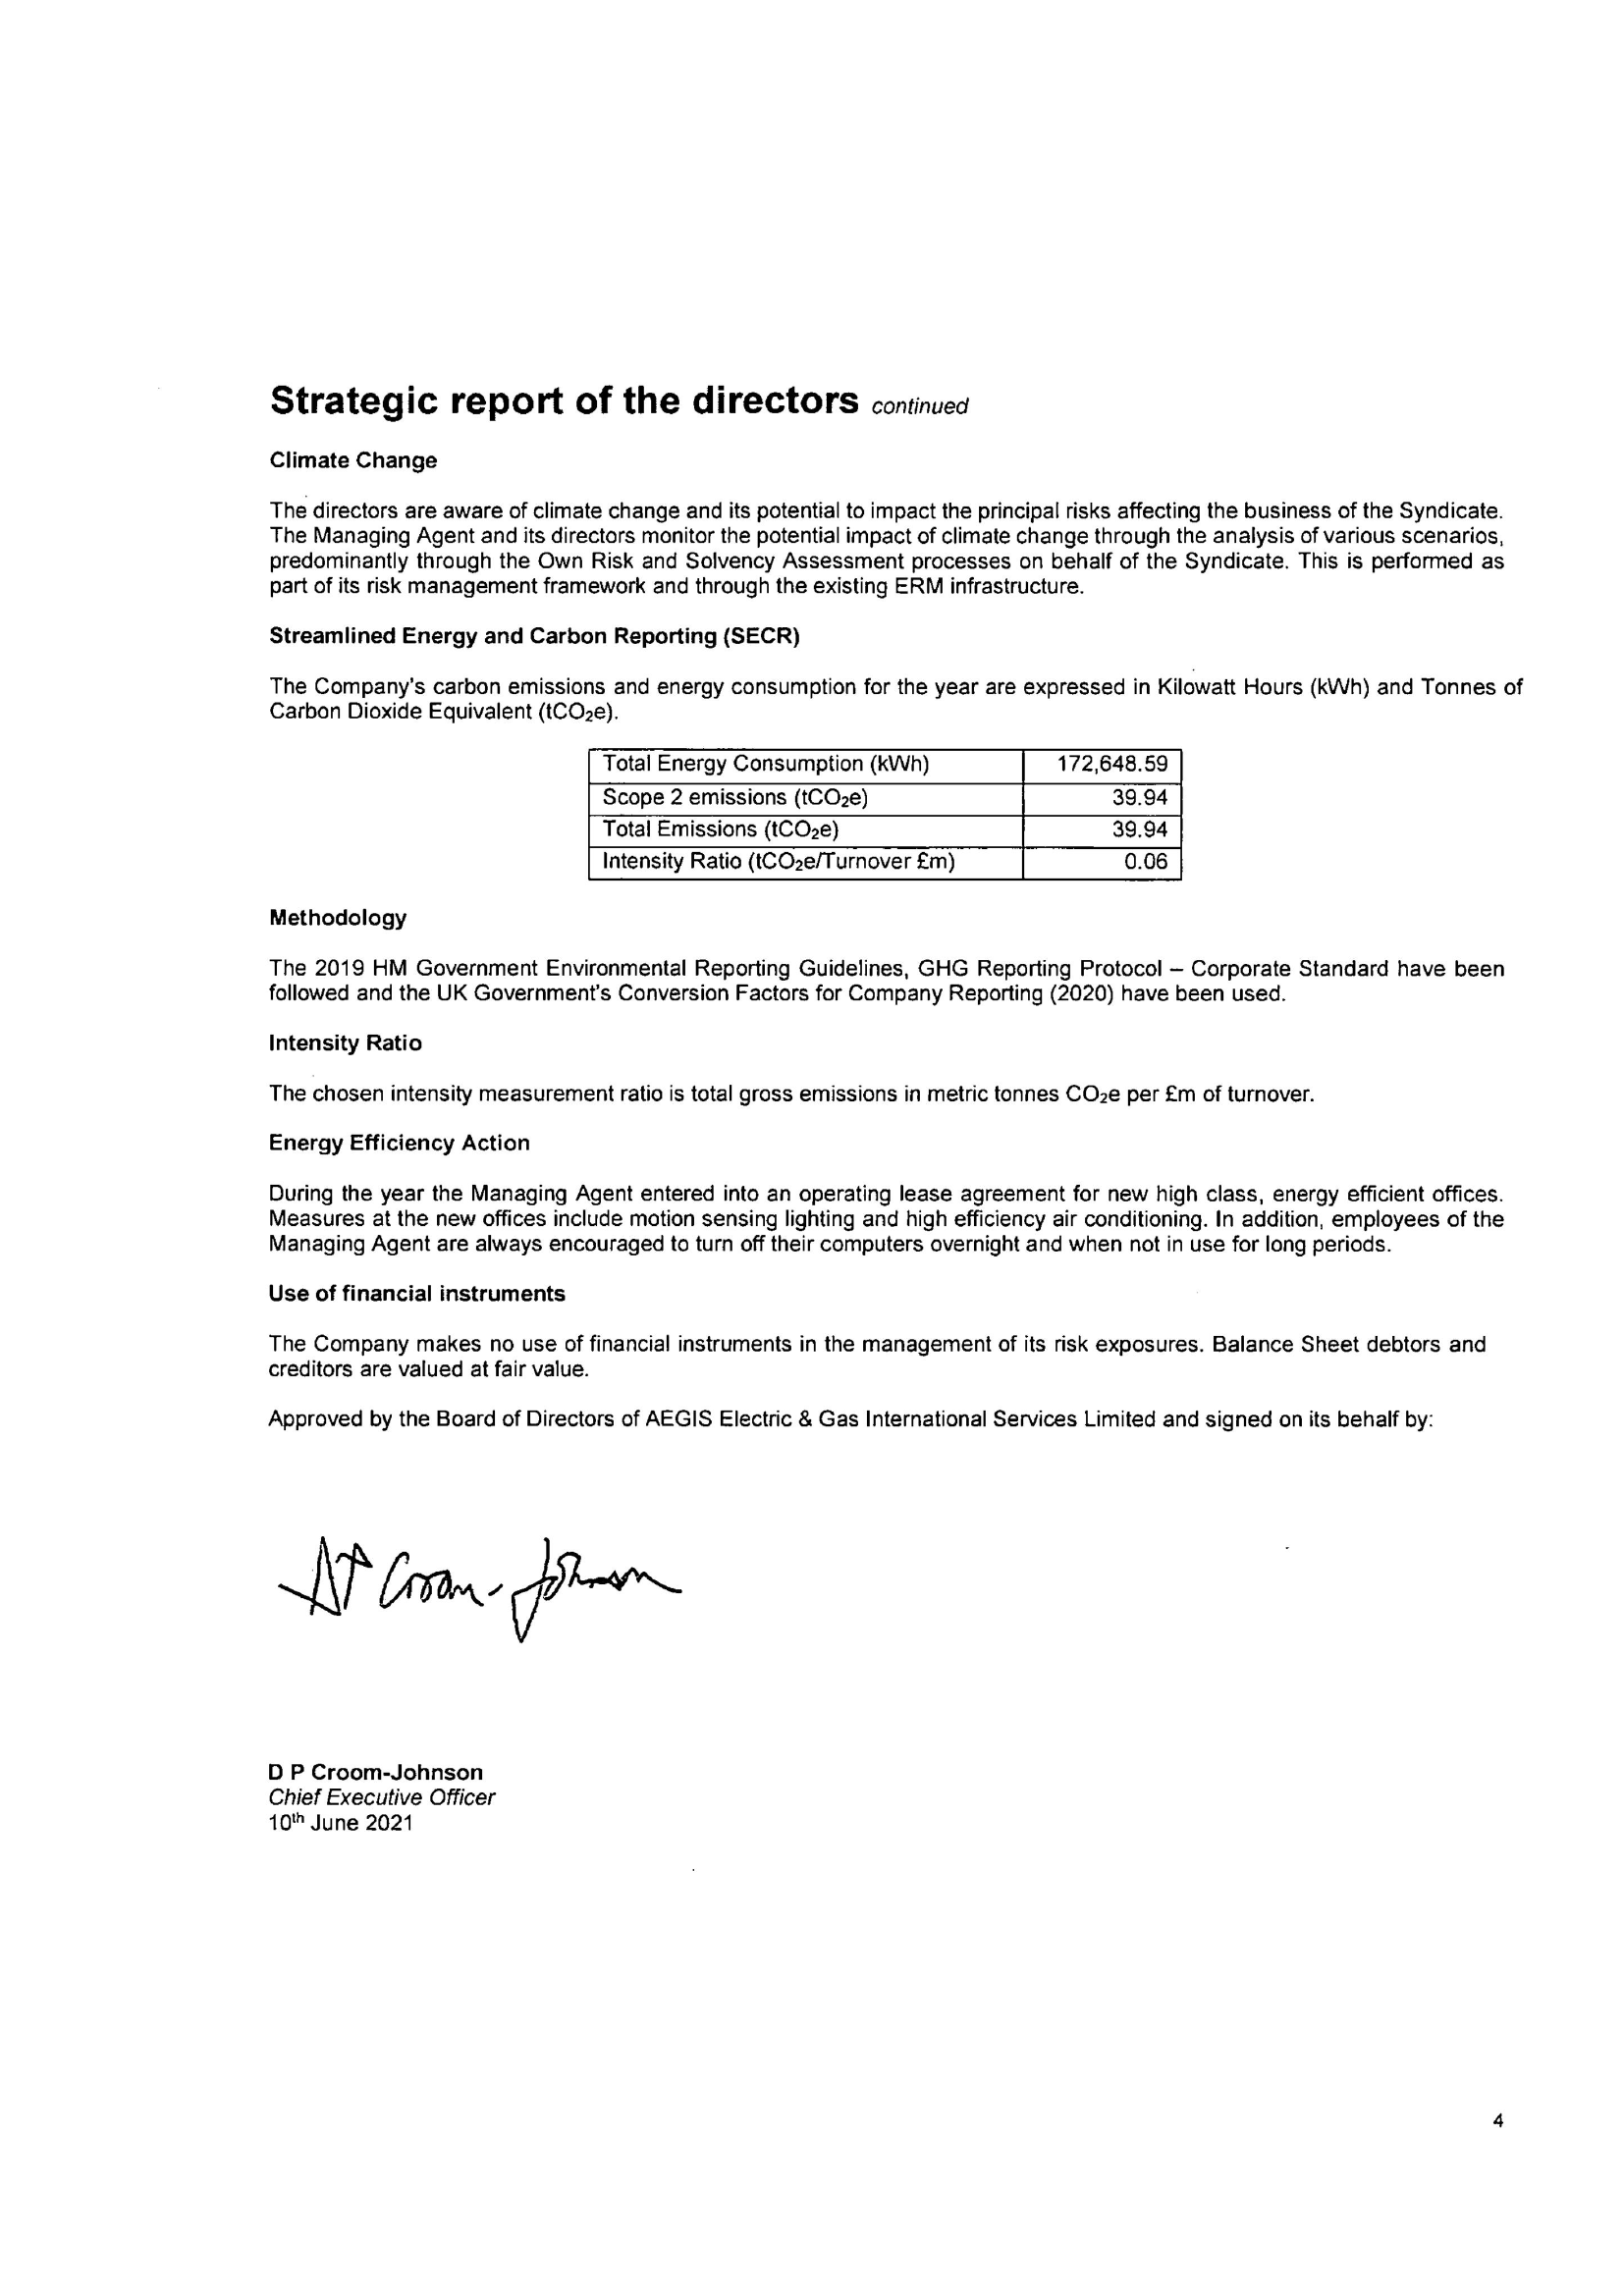 Strategic report of the directors continued
Climate Change
The directors are aware of climate change and its potential to impact the principal risks affecting the business of the Syndicate.
The Managing Agent and its directors monitor the potential impact of climate change through the analysis of various scenarios,
predominantly through the Own Risk and Solvency Assessment processes on behalf of the Syndicate. This is performed as
part of its risk management framework and through the existing ERM infrastructure.
Streamlined Energy and Carbon Reporting (SECR)
The Company's carbon emissions and energy consumption for the year are expressed in Kilowatt Hours (kWh) and Tonnes of
Carbon Dioxide Equivalent (tCO₂e).
Total Energy Consumption (kWh) 172,648.59
Scope 2 emissions (tCO₂e) 39.94
Total Emissions (tCO₂e) 39.94
Intensity Ratio (tCO₂e/Turnover £m) 0.06
Methodology
The 2019 HM Government Environmental Reporting Guidelines, GHG Reporting Protocol – Corporate Standard have been
followed and the UK Government's Conversion Factors for Company Reporting (2020) have been used.
Intensity Ratio
The chosen intensity measurement ratio is total gross emissions in metric tonnes CO₂e per £m of turnover.
Energy Efficiency Action
During the year the Managing Agent entered into an operating lease agreement for new high class, energy efficient offices.
Measures at the new offices include motion sensing lighting and high efficiency air conditioning. In addition, employees of the
Managing Agent are always encouraged to turn off their computers overnight and when not in use for long periods.
Use of financial instruments
The Company makes no use of financial instruments in the management of its risk exposures. Balance Sheet debtors and
creditors are valued at fair value.
Approved by the Board of Directors of AEGIS Electric & Gas International Services Limited and signed on its behalf by:
DP Croom-Johnson
D P Croom-Johnson
Chief Executive Officer
10th June 2021
4